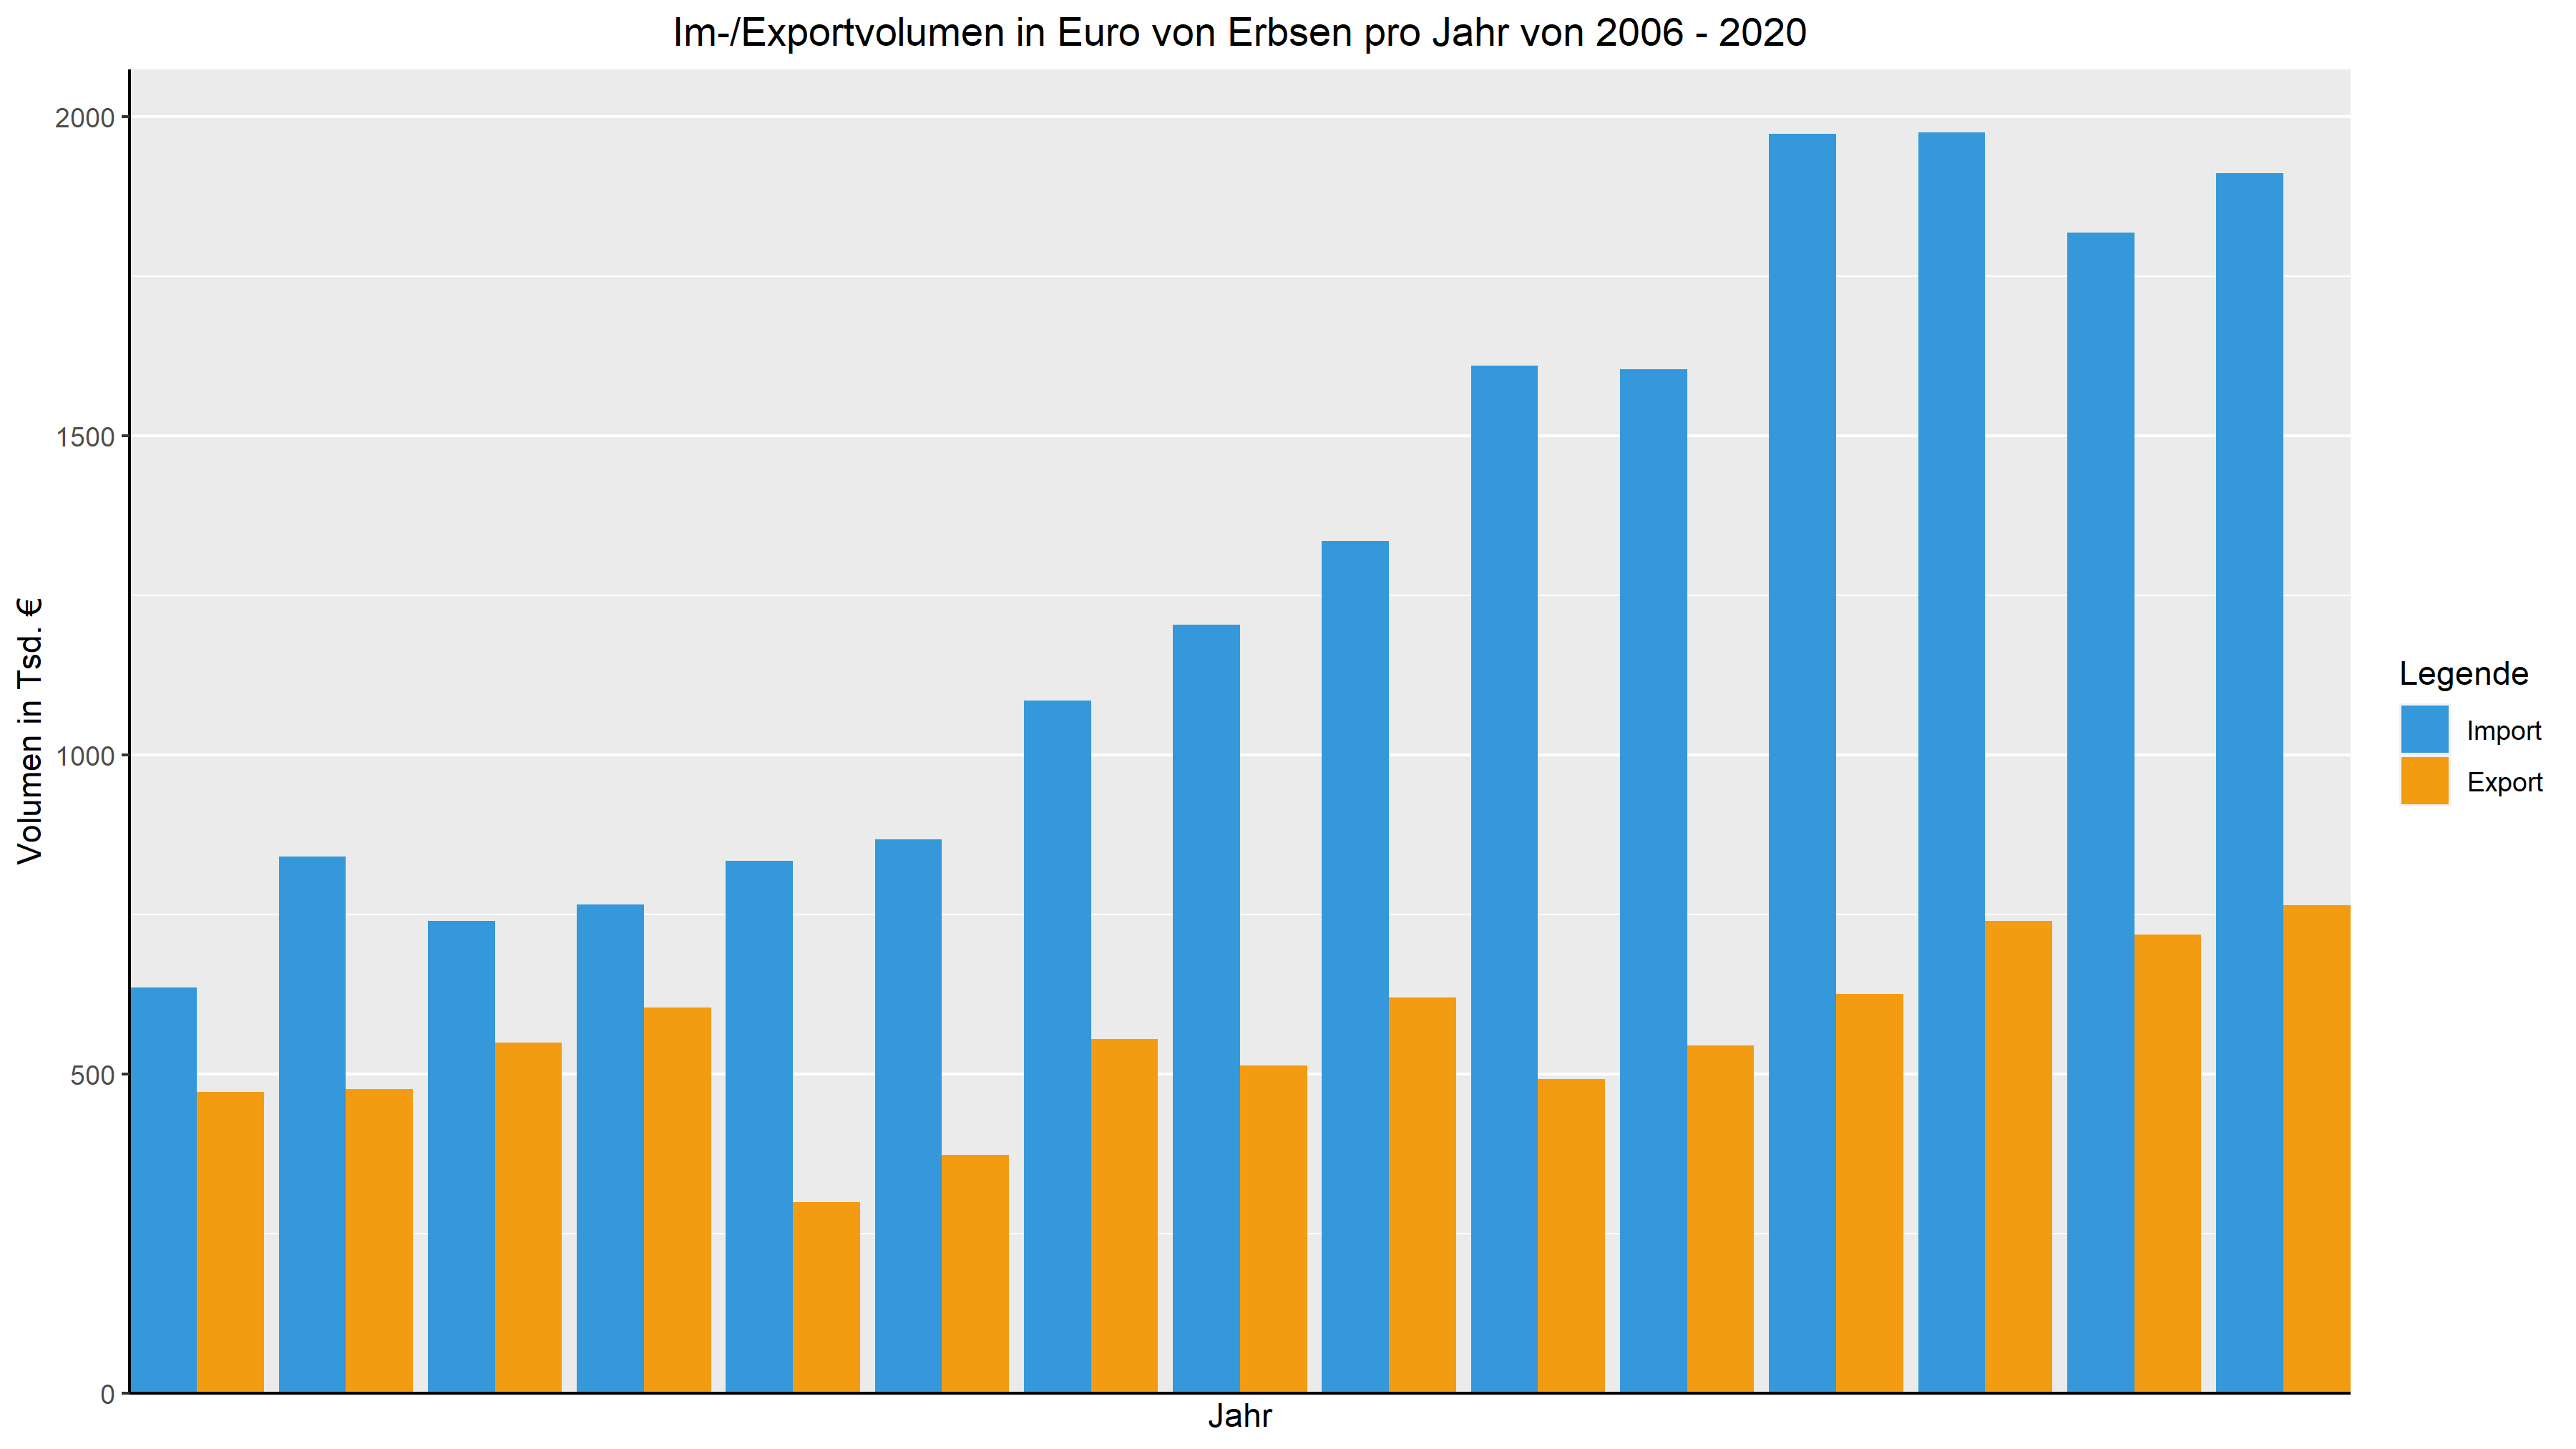 Im-/Exportvolumen in Euro von Erbsen pro Jahr von 2006 - 2020
Volumen in Tsd. €
2000
1500
1000
500
0
Jahr
Legende
Import
Export